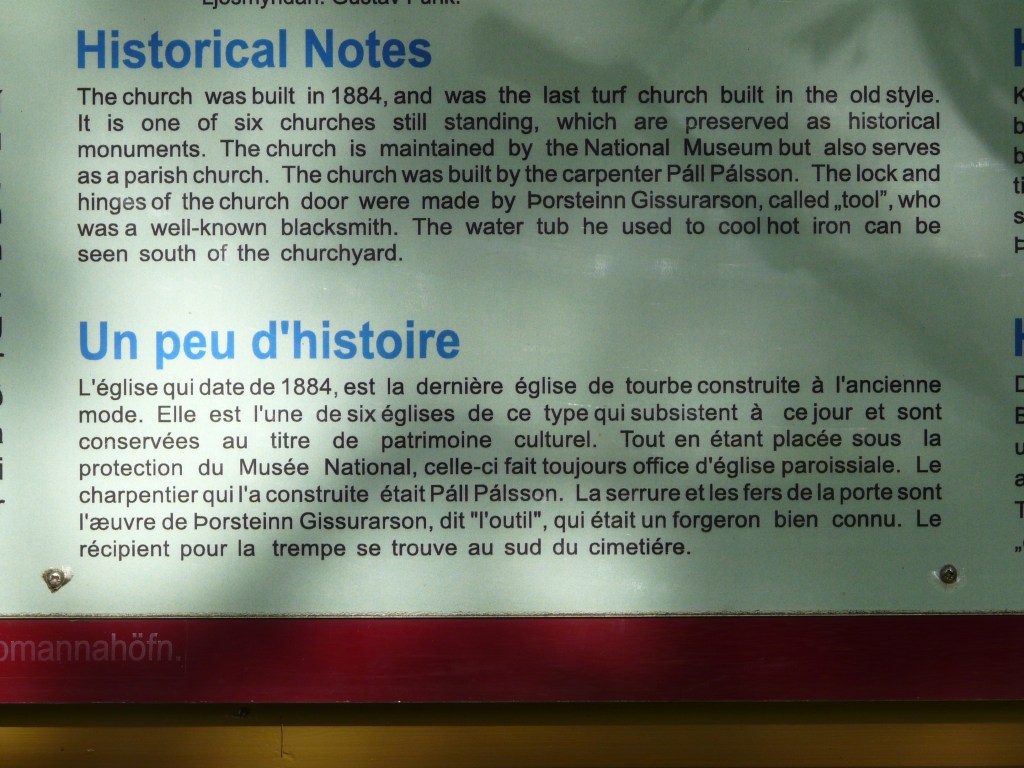 Ljósmyndari: Gustav Funk.
Historical Notes
The church was built in 1884, and was the last turf church built in the old style.
It is one of six churches still standing, which are preserved as historical
monuments. The church is maintained by the National Museum but also serves
as a parish church. The church was built by the carpenter Páll Pálsson. The lock and
hinges of the church door were made by Þorsteinn Gissurarson, called „tool”, who
was a well-known blacksmith. The water tub he used to cool hot iron can be
seen south of the churchyard.
Un peu d'histoire
L'église qui date de 1884, est la dernière église de tourbe construite à l'ancienne
mode. Elle est l'une de six églises de ce type qui subsistent à ce jour et sont
conservées au titre de patrimoine culturel. Tout en étant placée sous la
protection du Musée National, celle-ci fait toujours office d'église paroissiale. Le
charpentier qui l'a construite était Páll Pálsson. La serrure et les fers de la porte sont
l'æuvre de Þorsteinn Gissurarson, dit "l'outil", qui était un forgeron bien connu. Le
récipient pour la trempe se trouve au sud du cimetiére.
omannahöfn.